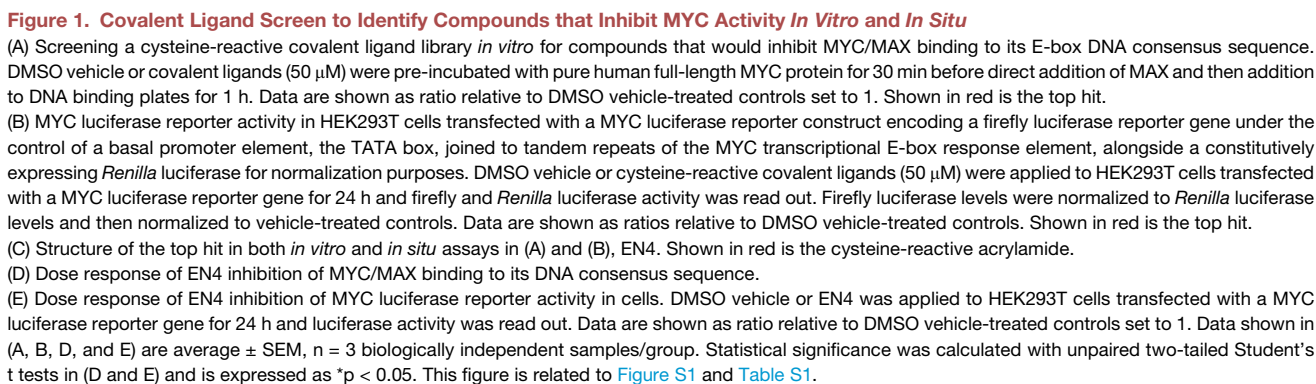 Figure 1. Covalent Ligand Screen to Identify Compounds that Inhibit MYC Activity In Vitro and In Situ
(A) Screening a cysteine-reactive covalent ligand library in vitro for compounds that would inhibit MYC/MAX binding to its E-box DNA consensus sequence.
DMSO vehicle or covalent ligands (50 μM) were pre-incubated with pure human full-length MYC protein for 30 min before direct addition of MAX and then addition
to DNA binding plates for 1 h. Data are shown as ratio relative to DMSO vehicle-treated controls set to 1. Shown in red is the top hit.
(B) MYC luciferase reporter activity in HEK293T cells transfected with a MYC luciferase reporter construct encoding a firefly luciferase reporter gene under the
control of a basal promoter element, the TATA box, joined to tandem repeats of the MYC transcriptional E-box response element, alongside a constitutively
expressing Renilla luciferase for normalization purposes. DMSO vehicle or cysteine-reactive covalent ligands (50 μM) were applied to HEK293T cells transfected
with a MYC luciferase reporter gene for 24 h and firefly and Renilla luciferase activity was read out. Firefly luciferase levels were normalized to Renilla luciferase
levels and then normalized to vehicle-treated controls. Data are shown as ratios relative to DMSO vehicle-treated controls. Shown in red is the top hit.
(C) Structure of the top hit in both in vitro and in situ assays in (A) and (B), EN4. Shown in red is the cysteine-reactive acrylamide.
(D) Dose response of EN4 inhibition of MYC/MAX binding to its DNA consensus sequence.
(E) Dose response of EN4 inhibition of MYC luciferase reporter activity in cells. DMSO vehicle or EN4 was applied to HEK293T cells transfected with a MYC
luciferase reporter gene for 24 h and luciferase activity was read out. Data are shown as ratio relative to DMSO vehicle-treated controls set to 1. Data shown in
(A, B, D, and E) are average ± SEM, n = 3 biologically independent samples/group. Statistical significance was calculated with unpaired two-tailed Student's
t tests in (D and E) and is expressed as *p < 0.05. This figure is related to Figure S1 and Table S1.